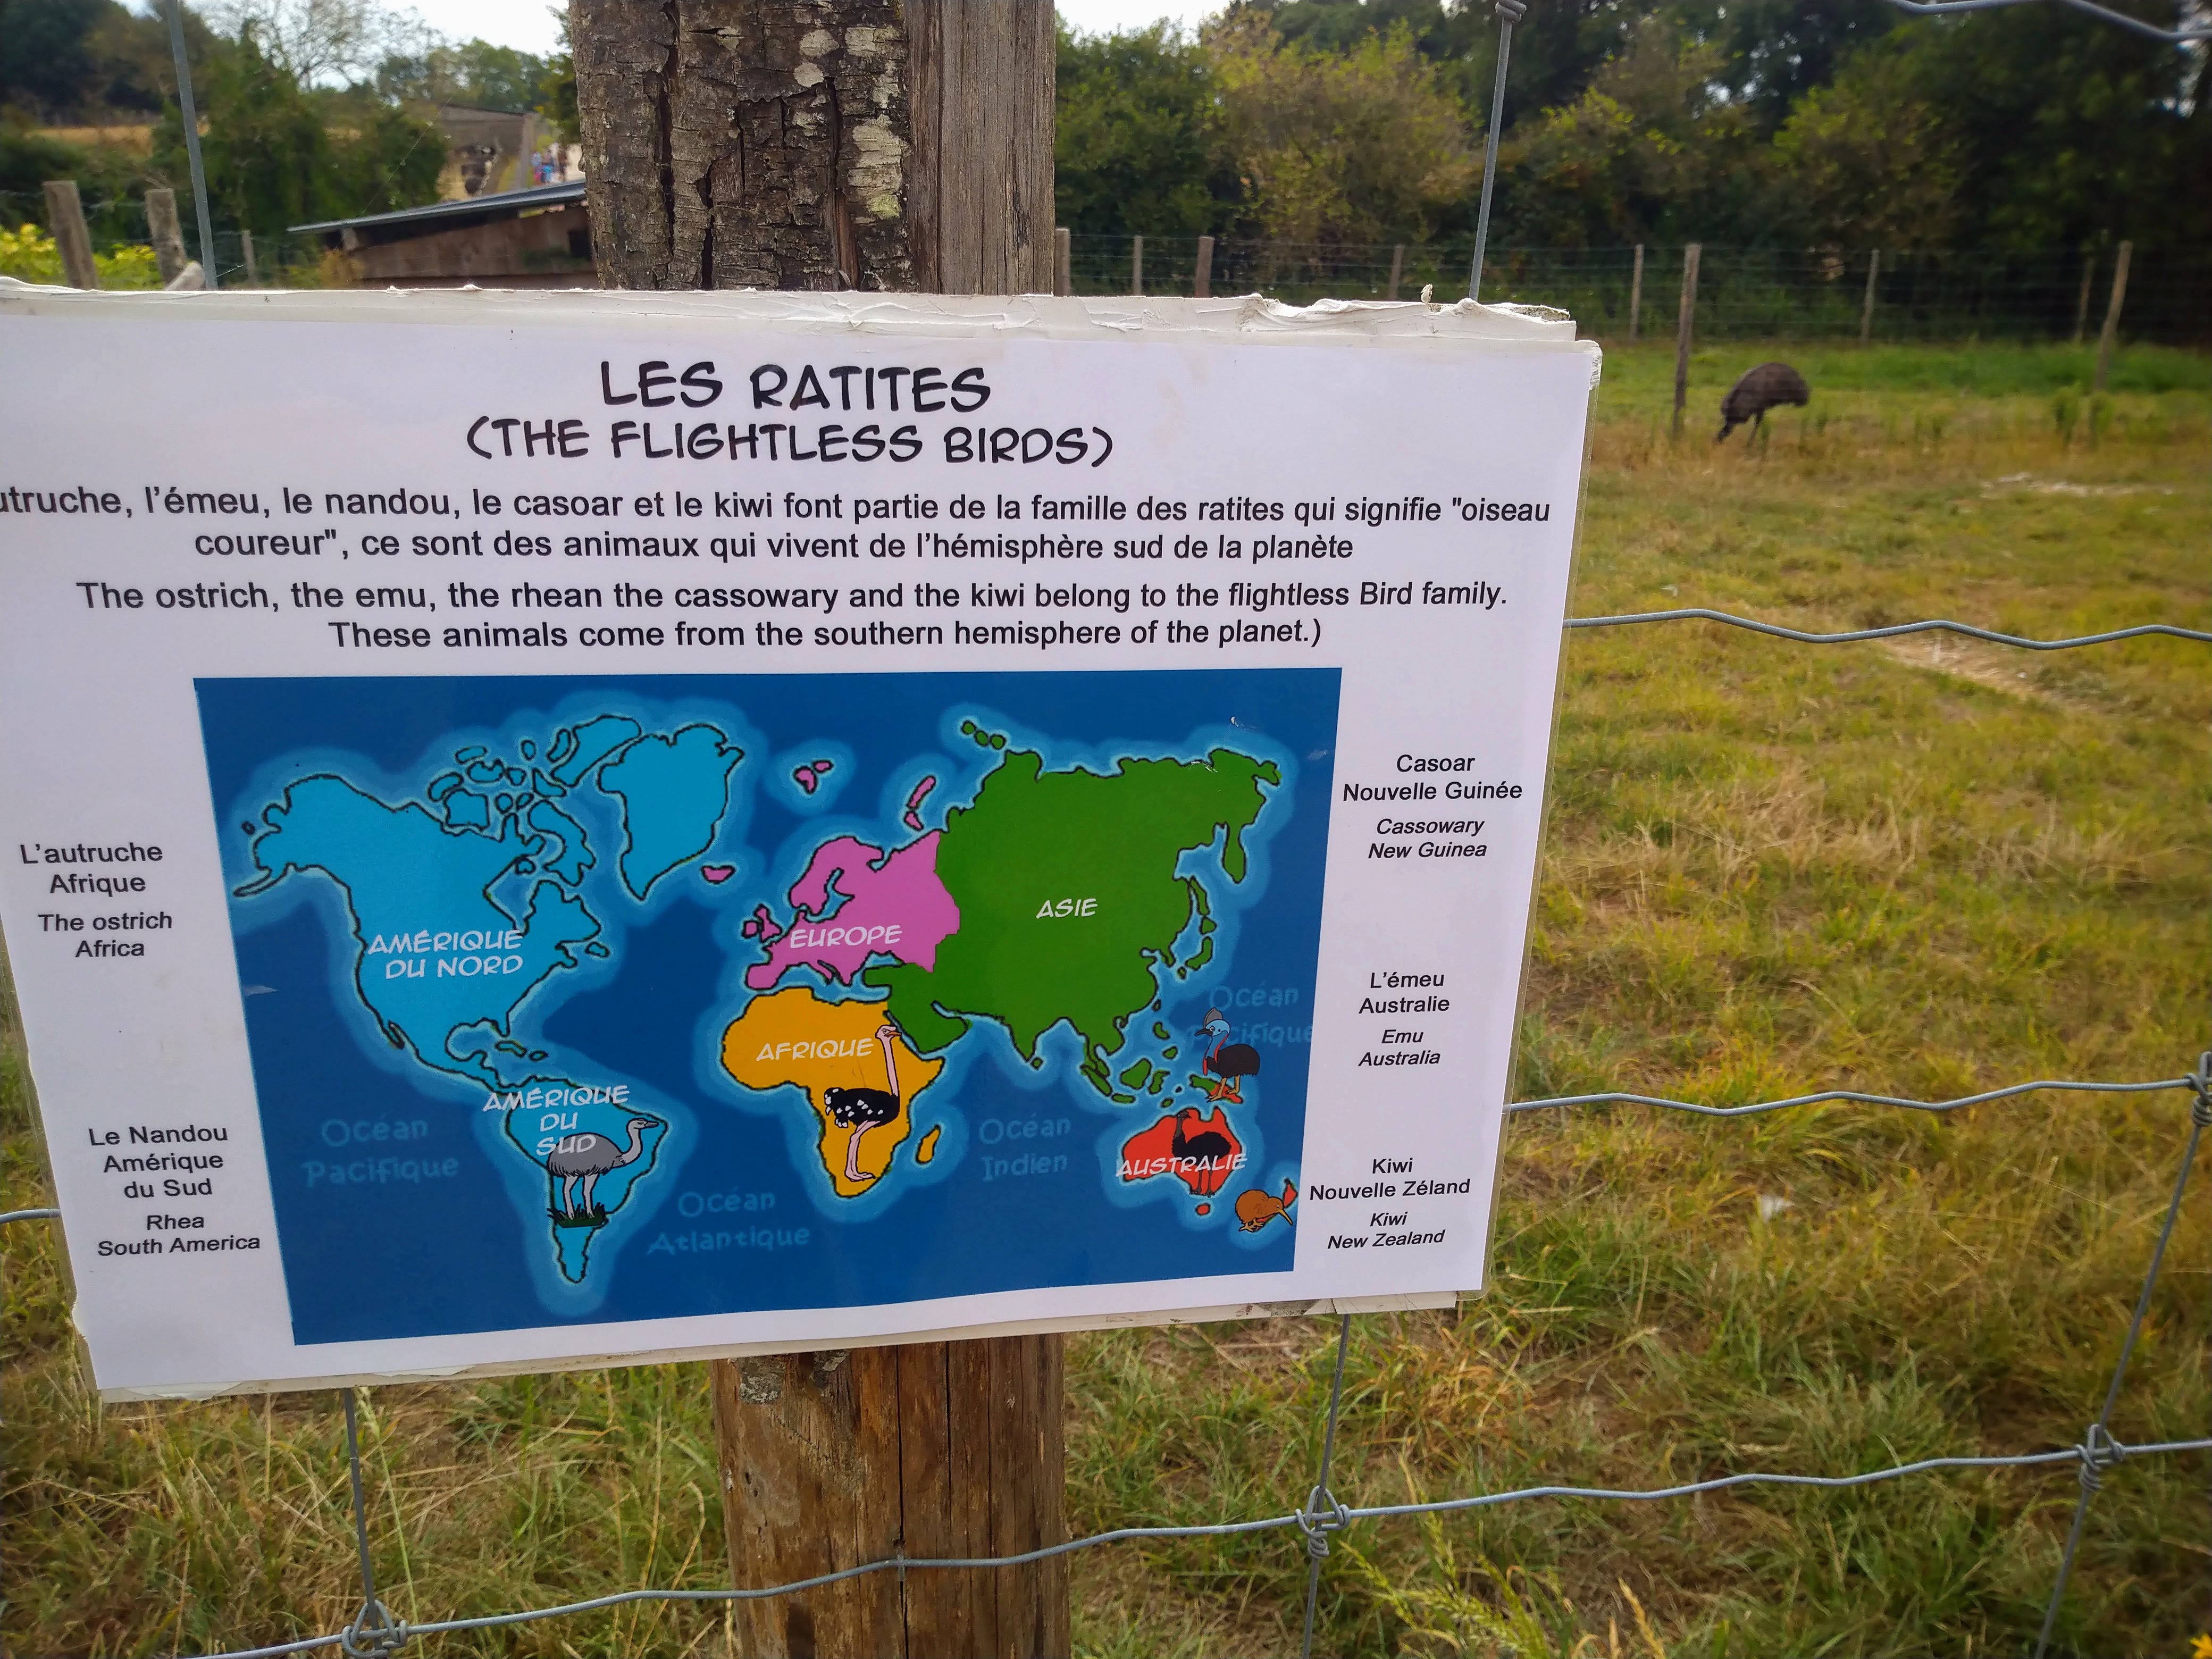 LES RATITES
(THE FLIGHTLESS BIRDS)
utruche, l'émeu, le nandou, le casoar et le kiwi font partie de la famille des ratites qui signifie "oiseau
coureur", ce sont des animaux qui vivent de l'hémisphère sud de la planète
The ostrich, the emu, the rhean the cassowary and the kiwi belong to the flightless Bird family.
These animals come from the southern hemisphere of the planet.)
L'autruche
Afrique
The ostrich
Africa
Le Nandou
Amérique
du Sud
Rhea
South America
AMÉRIQUE
DU NORD
EUROPE
ASIE
AFRIQUE
AMÉRIQUE
DU
SUD
AUSTRALIE
Océan
Pacifique
Océan
Atlantique
Océan
Indien
Océan
Pacifique
Casoar
Nouvelle Guinée
Cassowary
New Guinea
L'émeu
Australie
Emu
Australia
Kiwi
Nouvelle Zéland
Kiwi
New Zealand